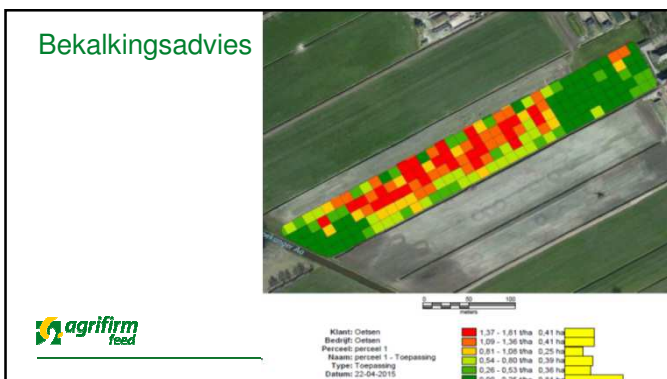 Bekalkingsadvies
0 50 100
meters
agrifirm
feed
Klant: Oetsen
Bedrijf: Oetsen
Perceel: perceel 1
Naam: perceel 1 - Toepassing
Type: Toepassing
Datum: 22-04-2015
1,37 - 1,81 t/ha 0,41 ha
1,09 - 1,36 t/ha 0,41 ha
0,81 - 1,08 t/ha 0,25 ha
0,54 - 0,80 t/ha 0,39 ha
0,26 - 0,53 t/ha 0,36 ha